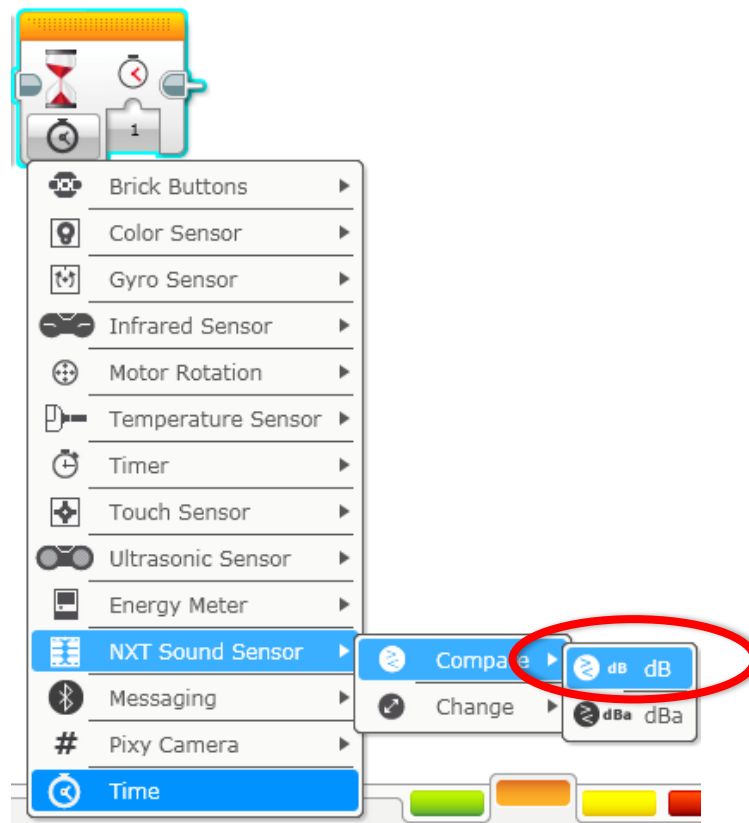 1
Brick Buttons
Color Sensor
Gyro Sensor
Infrared Sensor
Motor Rotation
Temperature Sensor
Timer
Touch Sensor
Ultrasonic Sensor
Energy Meter
NXT Sound Sensor
Compare
dB dB
Messaging
Change
dBa dBa
# Pixy Camera
Time